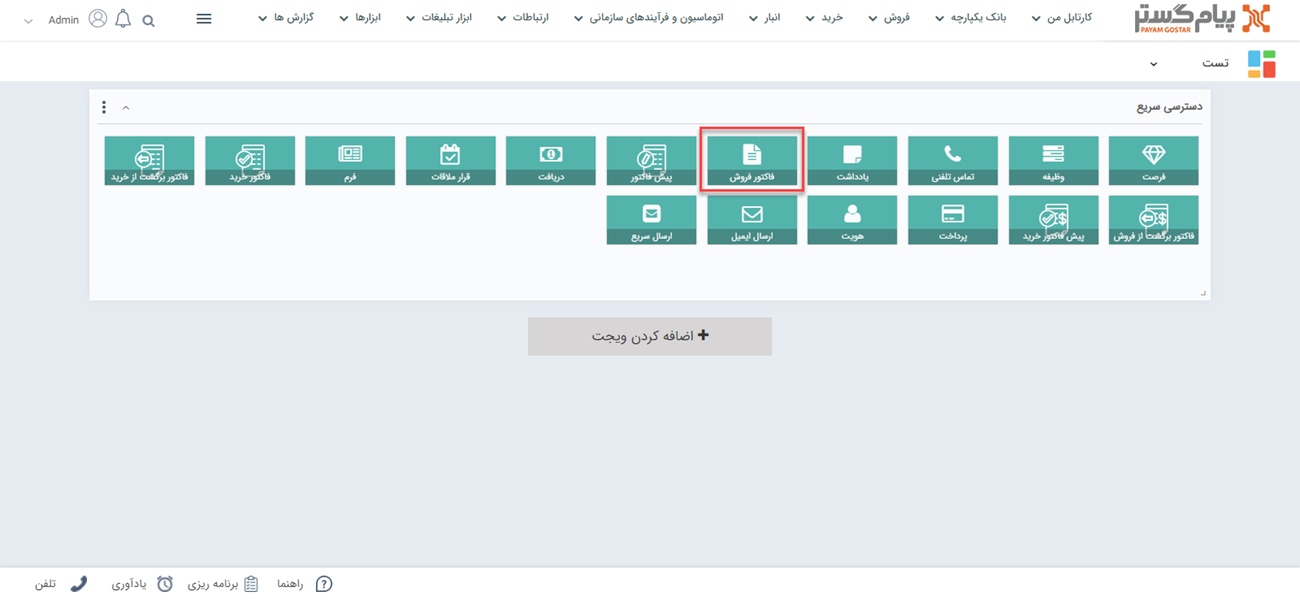 پیام گستر
PAYAM GOSTAR
کارتابل من
بانک یکپارچه
فروش
خرید
انبار
اتوماسیون و فرآیندهای سازمانی
ارتباطات
ابزار تبلیغات
ابزارها
گزارش ها
Admin
تست
دسترسی سریع
فرصت
وظیفه
تماس تلفنی
یادداشت
فاکتور فروش
پیش فاکتور
دریافت
قرار ملاقات
فرم
فاکتور خرید
فاکتور برگشت از خرید
فاکتور برگشت از فروش
پیش فاکتور خرید
پرداخت
هویت
ارسال ایمیل
ارسال سریع
اضافه کردن ویجت
راهنما
برنامه ریزی
یادآوری
تلفن